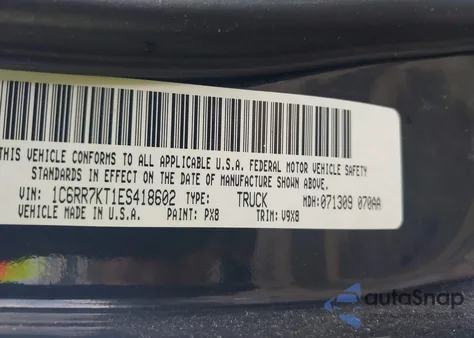 THIS VEHICLE CONFORMS TO ALL APPLICABLE U.S.A. FEDERAL MOTOR VEHICLE SAFETY
STANDARDS IN EFFECT ON THE DATE OF MANUFACTURE SHOWN ABOVE.
VIN: 1C6RR7KT1ES418602 TYPE: TRUCK MDH: 071309 070AA
VEHICLE MADE IN U.S.A. PAINT: PX8 TRIM: V9X8
autoSnap